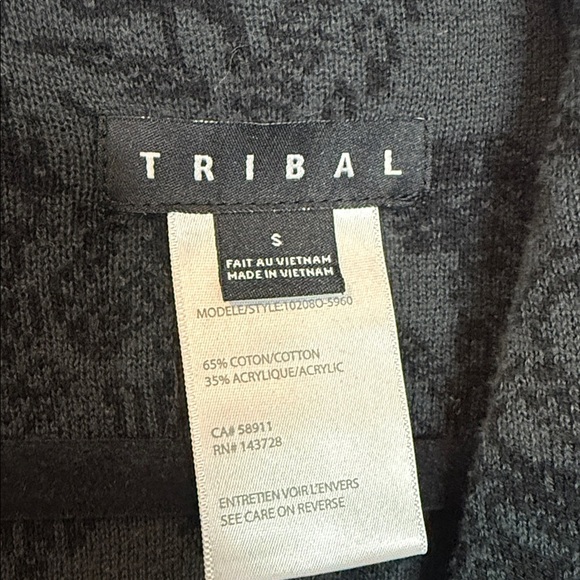 TRIBAL
S
FAIT AU VIETNAM
MADE IN VIETNAM
MODELE/STYLE:10208O-5960
65% COTON/COTTON
35% ACRYLIQUE/ACRYLIC
CA# 58911
RN# 143728
ENTRETIEN VOIR L'ENVERS
SEE CARE ON REVERSE